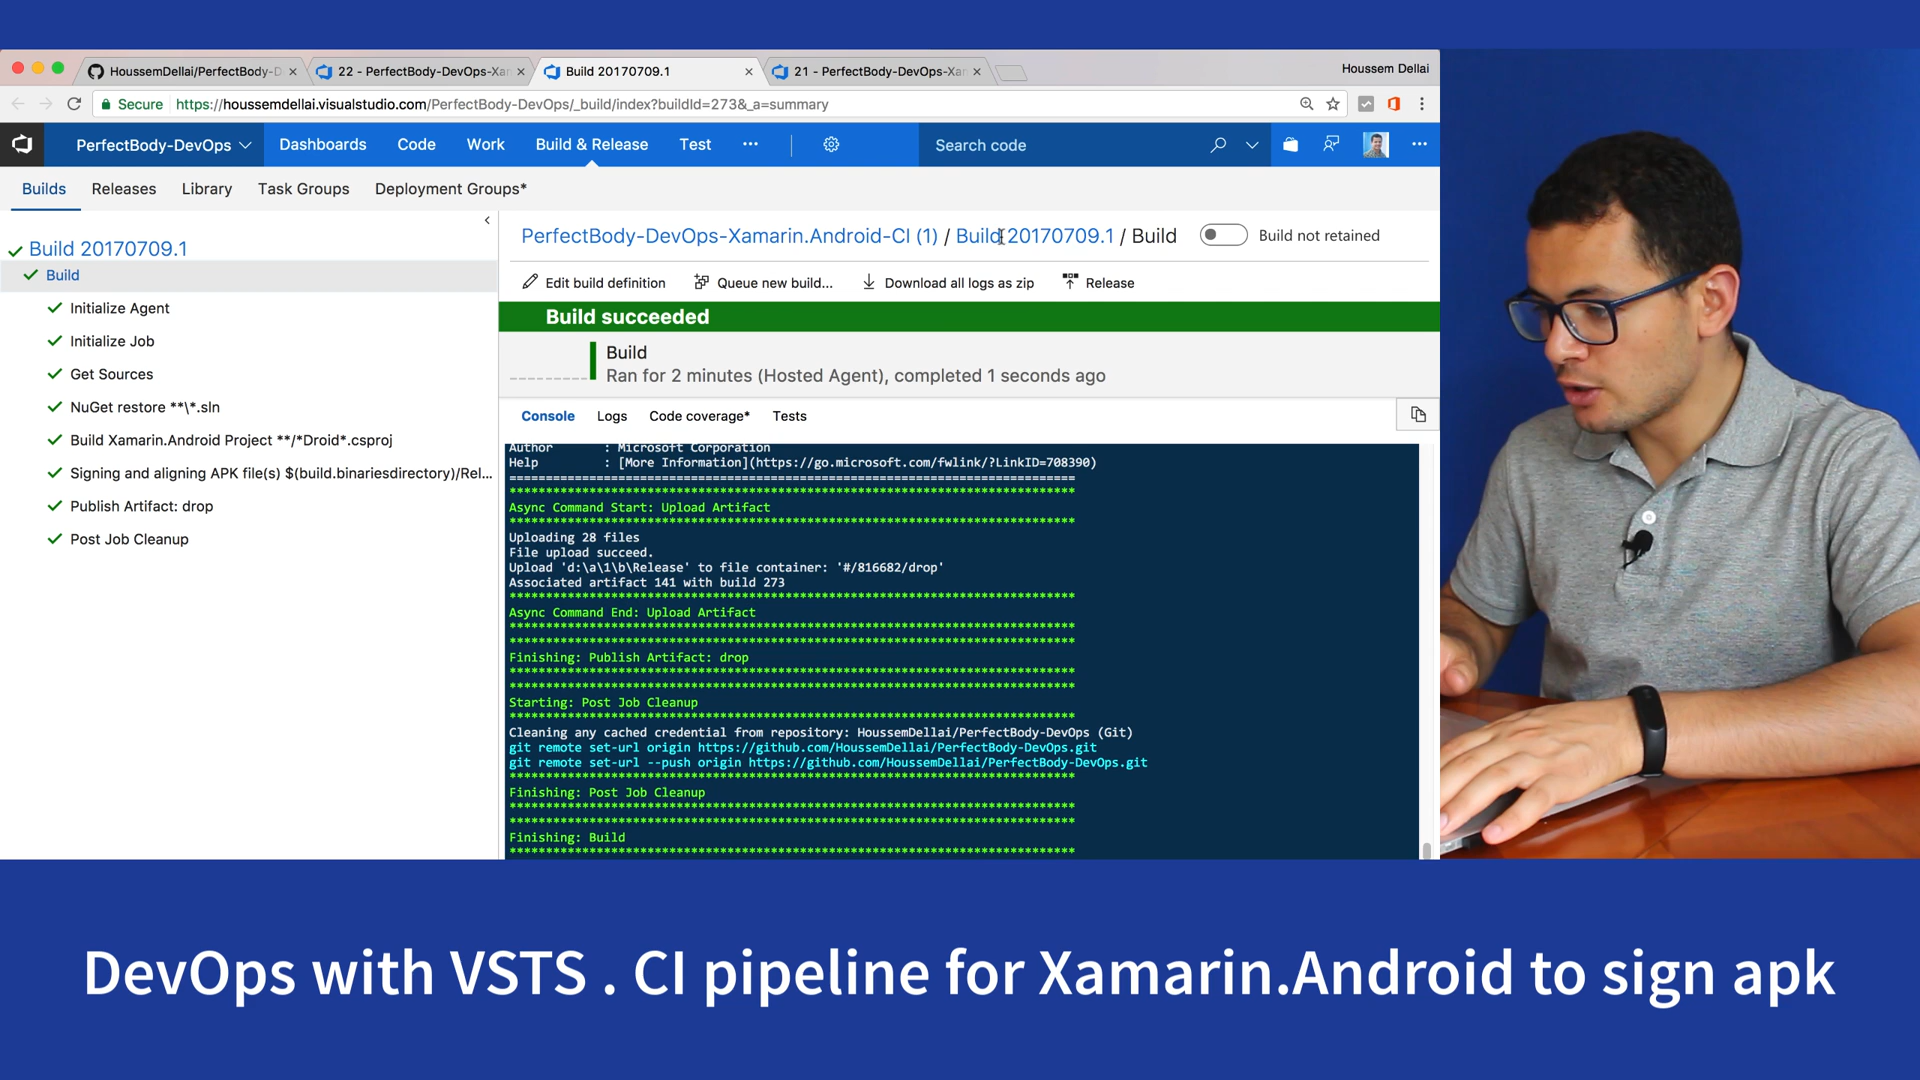 HoussemDellai/PerfectBody-D
22 - PerfectBody-DevOps-Xa
Build 20170709.1
21 - PerfectBody-DevOps-Xa
Houssem Dellai
Secure https://houssemdellai.visualstudio.com/PerfectBody-DevOps/_build/index?buildId=273&_a=summary
PerfectBody-DevOps Dashboards Code Work Build & Release Test ... Search code
Builds Releases Library Task Groups Deployment Groups*
Build 20170709.1
Build
Initialize Agent
Initialize Job
Get Sources
NuGet restore **\*.sln
Build Xamarin.Android Project **/*Droid*.csproj
Signing and aligning APK file(s) $(build.binariesdirectory)/Rel...
Publish Artifact: drop
Post Job Cleanup
PerfectBody-DevOps-Xamarin.Android-CI (1) / Build 20170709.1 / Build Build not retained
Edit build definition Queue new build... Download all logs as zip Release
Build succeeded
Build
Ran for 2 minutes (Hosted Agent), completed 1 seconds ago
Console Logs Code coverage* Tests
Author : Microsoft Corporation
Help : [More Information](https://go.microsoft.com/fwlink/?LinkID=708390)
==============================================================================
******************************************************************************
Async Command Start: Upload Artifact
******************************************************************************
Uploading 28 files
File upload succeed.
Upload 'd:\a\1\b\Release' to file container: '#/816682/drop'
Associated artifact 141 with build 273
******************************************************************************
Async Command End: Upload Artifact
******************************************************************************
******************************************************************************
Finishing: Publish Artifact: drop
******************************************************************************
******************************************************************************
Starting: Post Job Cleanup
******************************************************************************
Cleaning any cached credential from repository: HoussemDellai/PerfectBody-DevOps (Git)
git remote set-url origin https://github.com/HoussemDellai/PerfectBody-DevOps.git
git remote set-url --push origin https://github.com/HoussemDellai/PerfectBody-DevOps.git
******************************************************************************
Finishing: Post Job Cleanup
******************************************************************************
******************************************************************************
Finishing: Build
******************************************************************************
DevOps with VSTS . CI pipeline for Xamarin.Android to sign apk